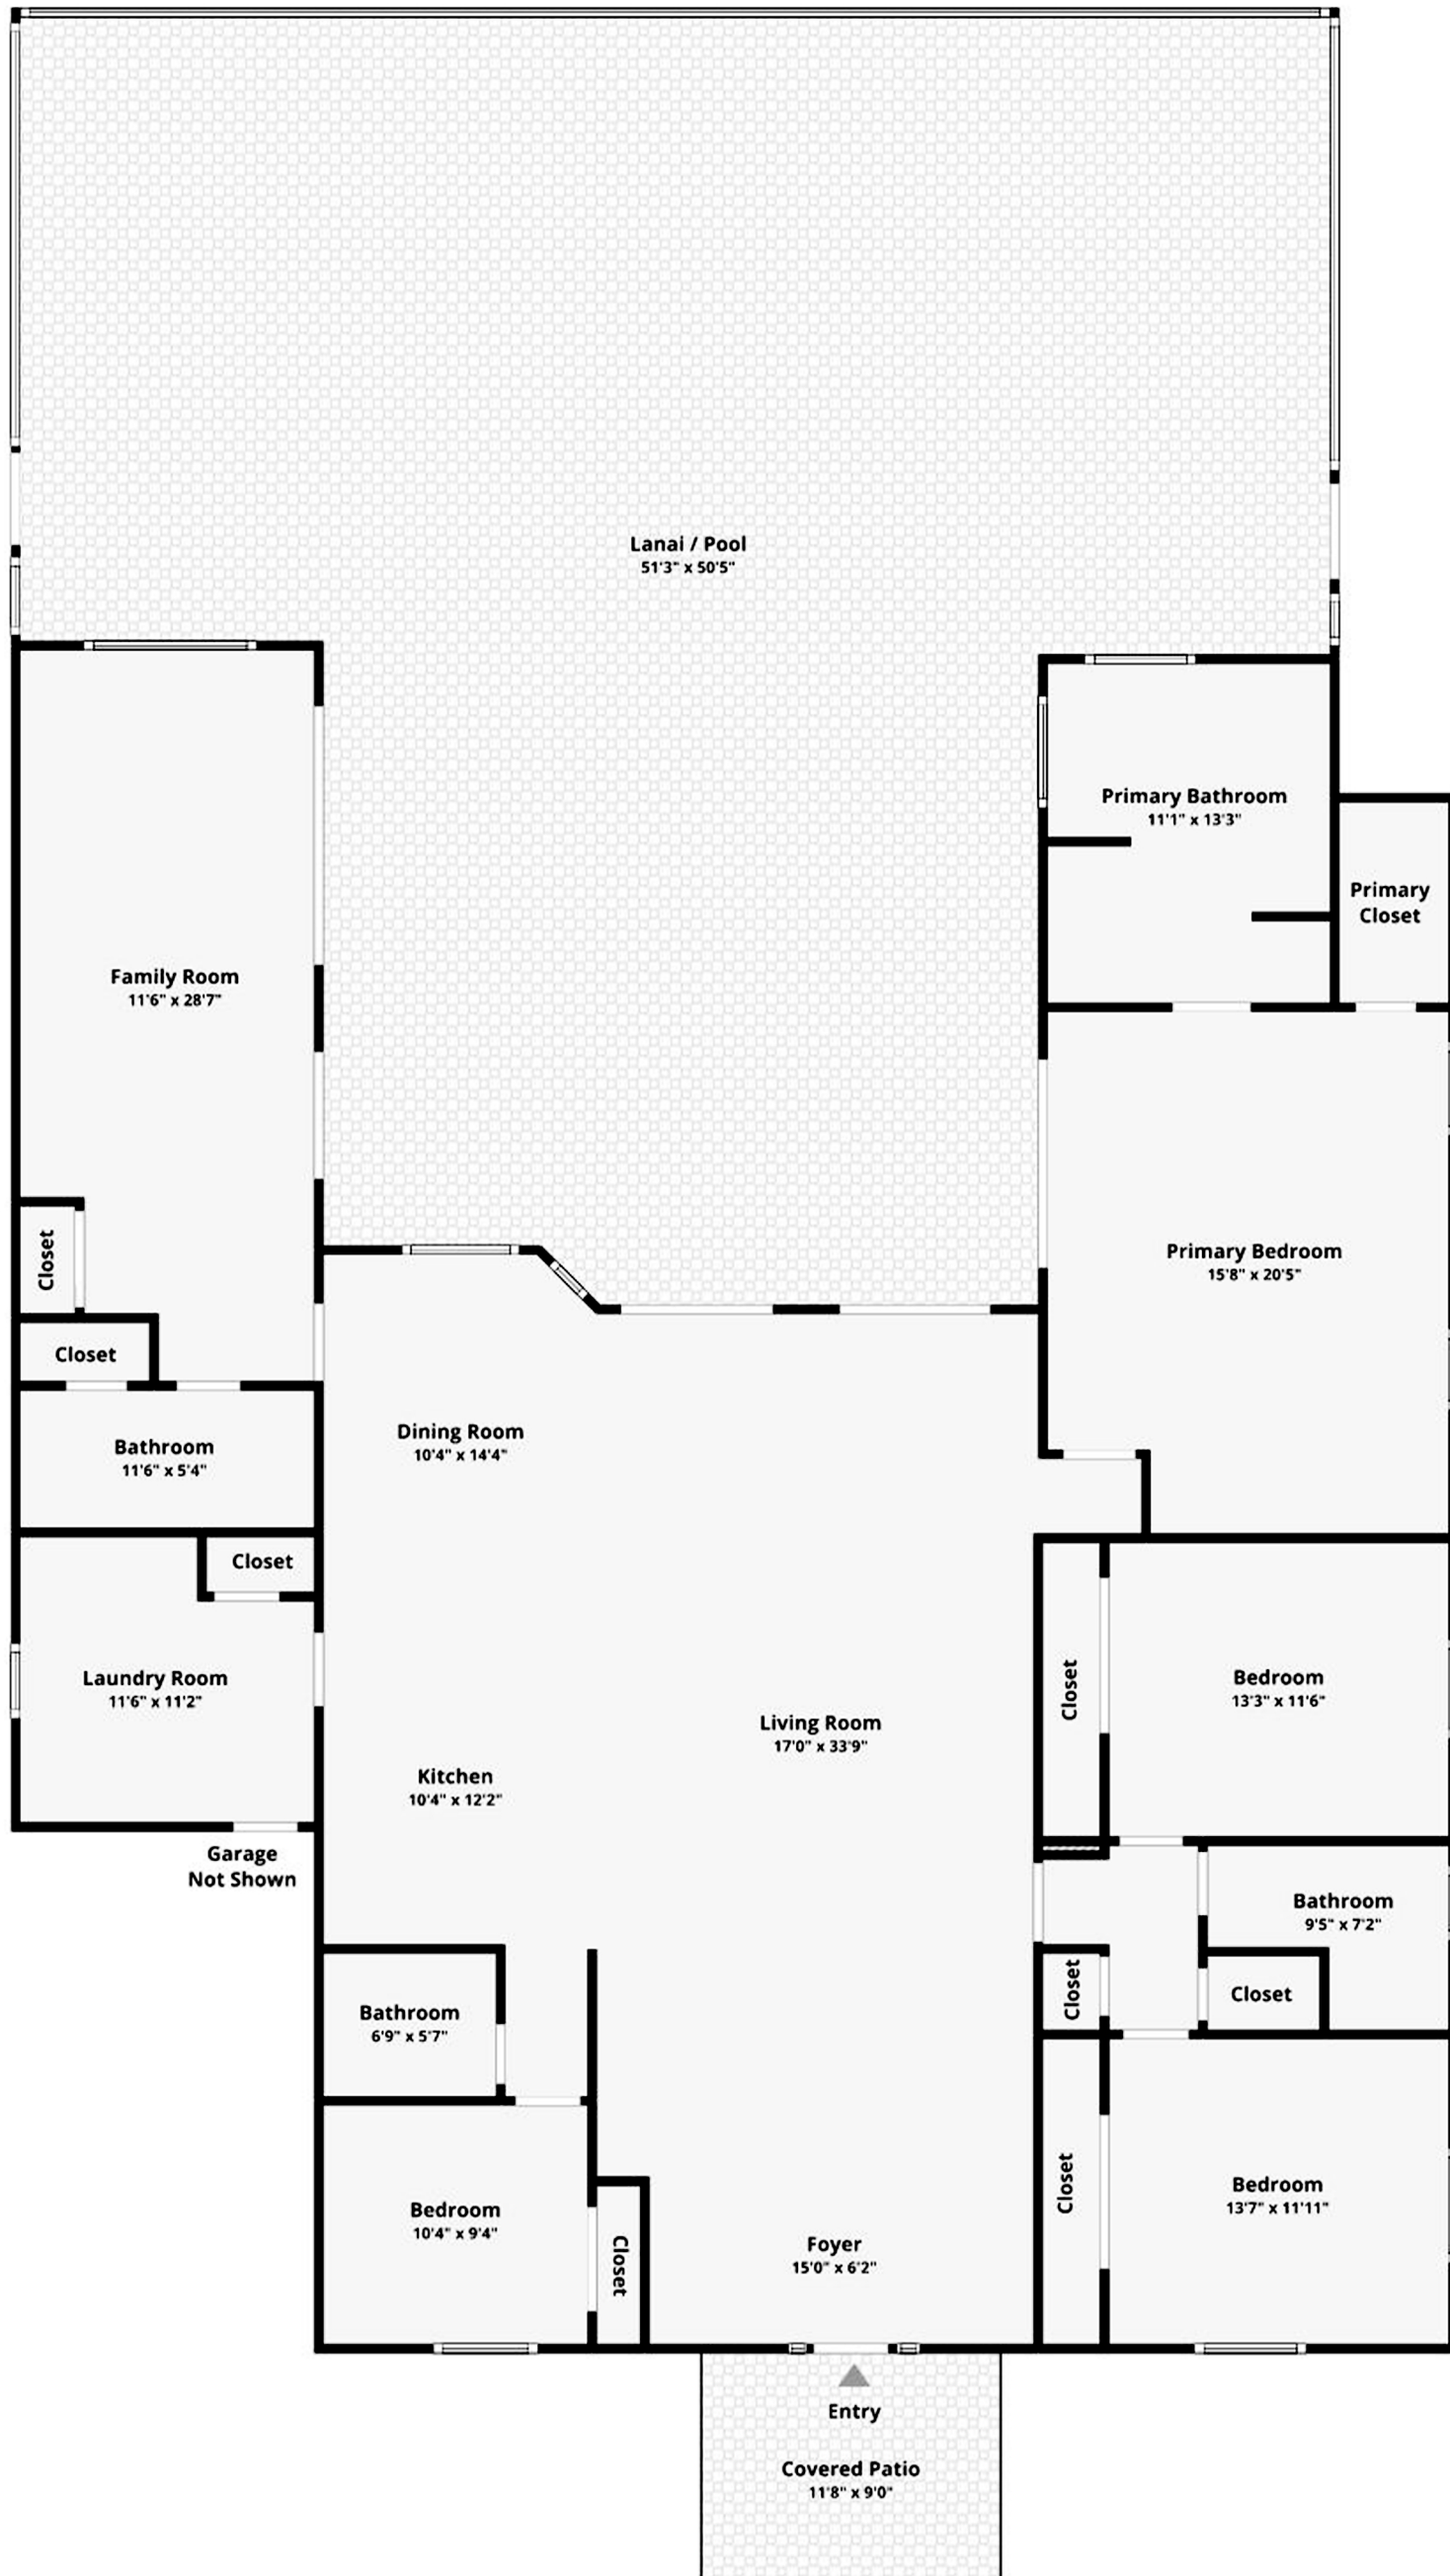 Lanai / Pool
51'3" x 50'5"
Primary Bathroom
11'1" x 13'3"
Primary
Closet
Family Room
11'6" x 28'7"
Closet
Primary Bedroom
15'8" x 20'5"
Closet
Dining Room
10'4" x 14'4"
Bathroom
11'6" x 5'4"
Closet
Laundry Room
11'6" x 11'2"
Closet
Bedroom
13'3" x 11'6"
Living Room
17'0" x 33'9"
Kitchen
10'4" x 12'2"
Garage
Not Shown
Bathroom
9'5" x 7'2"
Closet
Closet
Bathroom
6'9" x 5'7"
Closet
Bedroom
13'7" x 11'11"
Bedroom
10'4" x 9'4"
Closet
Foyer
15'0" x 6'2"
Entry
Covered Patio
11'8" x 9'0"